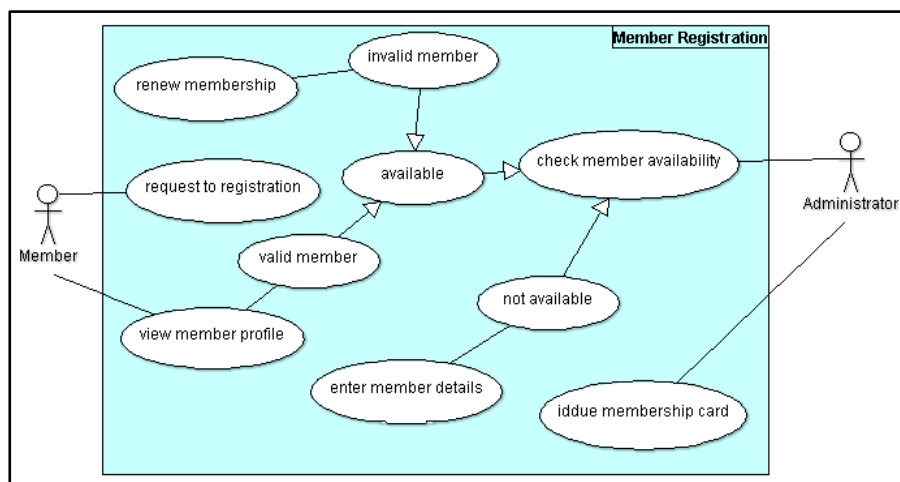 Member Registration
invalid member
renew membership
check member availability
available
request to registration
Administrator
Member
valid member
not available
view member profile
enter member details
iddue membership card